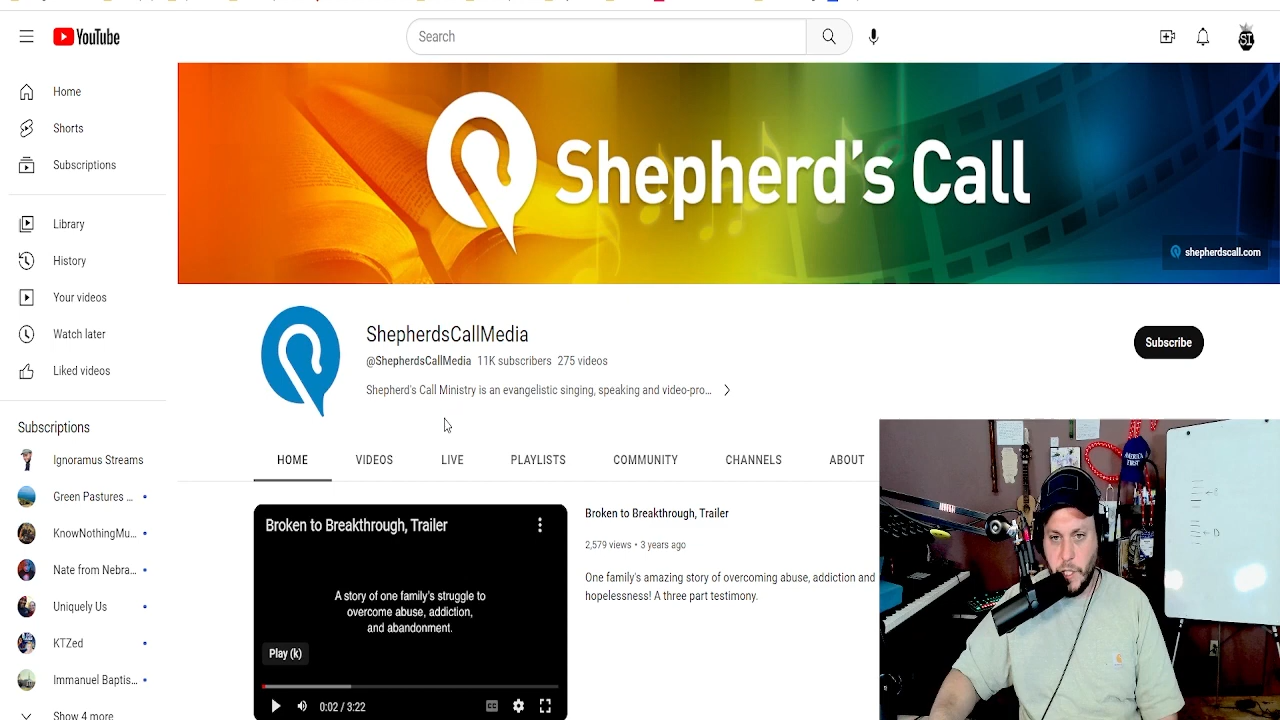 YouTube
Search
SI
Home
Shorts
Subscriptions
Library
History
Your videos
Watch later
Liked videos
Subscriptions
Ignoramus Streams
Green Pastures ...
KnowNothingMu...
Nate from Nebra...
Uniquely Us
KTZed
Immanuel Baptis...
Show 4 more
Shepherd's Call
shepherdscall.com
ShepherdsCallMedia
@ShepherdsCallMedia 11K subscribers 275 videos
Shepherd's Call Ministry is an evangelistic singing, speaking and video-pro...
Subscribe
HOME VIDEOS LIVE PLAYLISTS COMMUNITY CHANNELS ABOUT
Broken to Breakthrough, Trailer
A story of one family's struggle to
overcome abuse, addiction,
and abandonment.
Play (k)
0:02 / 3:22
CC
Broken to Breakthrough, Trailer
2,579 views • 3 years ago
One family's amazing story of overcoming abuse, addiction and
hopelessness! A three part testimony.
AMERICA
FIRST